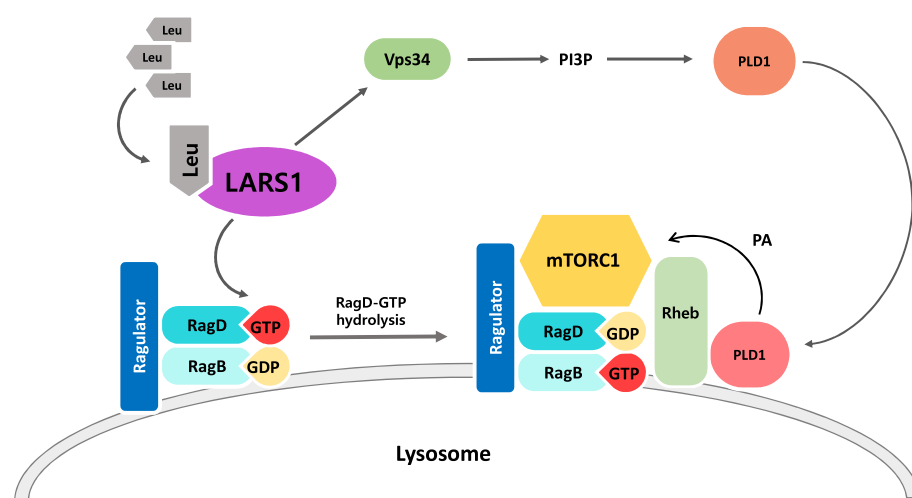 Leu
Leu
Leu
Leu
LARS1
Vps34
PI3P
PLD1
Ragulator
RagD
GTP
RagB
GDP
RagD-GTP
hydrolysis
Ragulator
mTORC1
RagD
GDP
RagB
GTP
Rheb
PA
PLD1
Lysosome